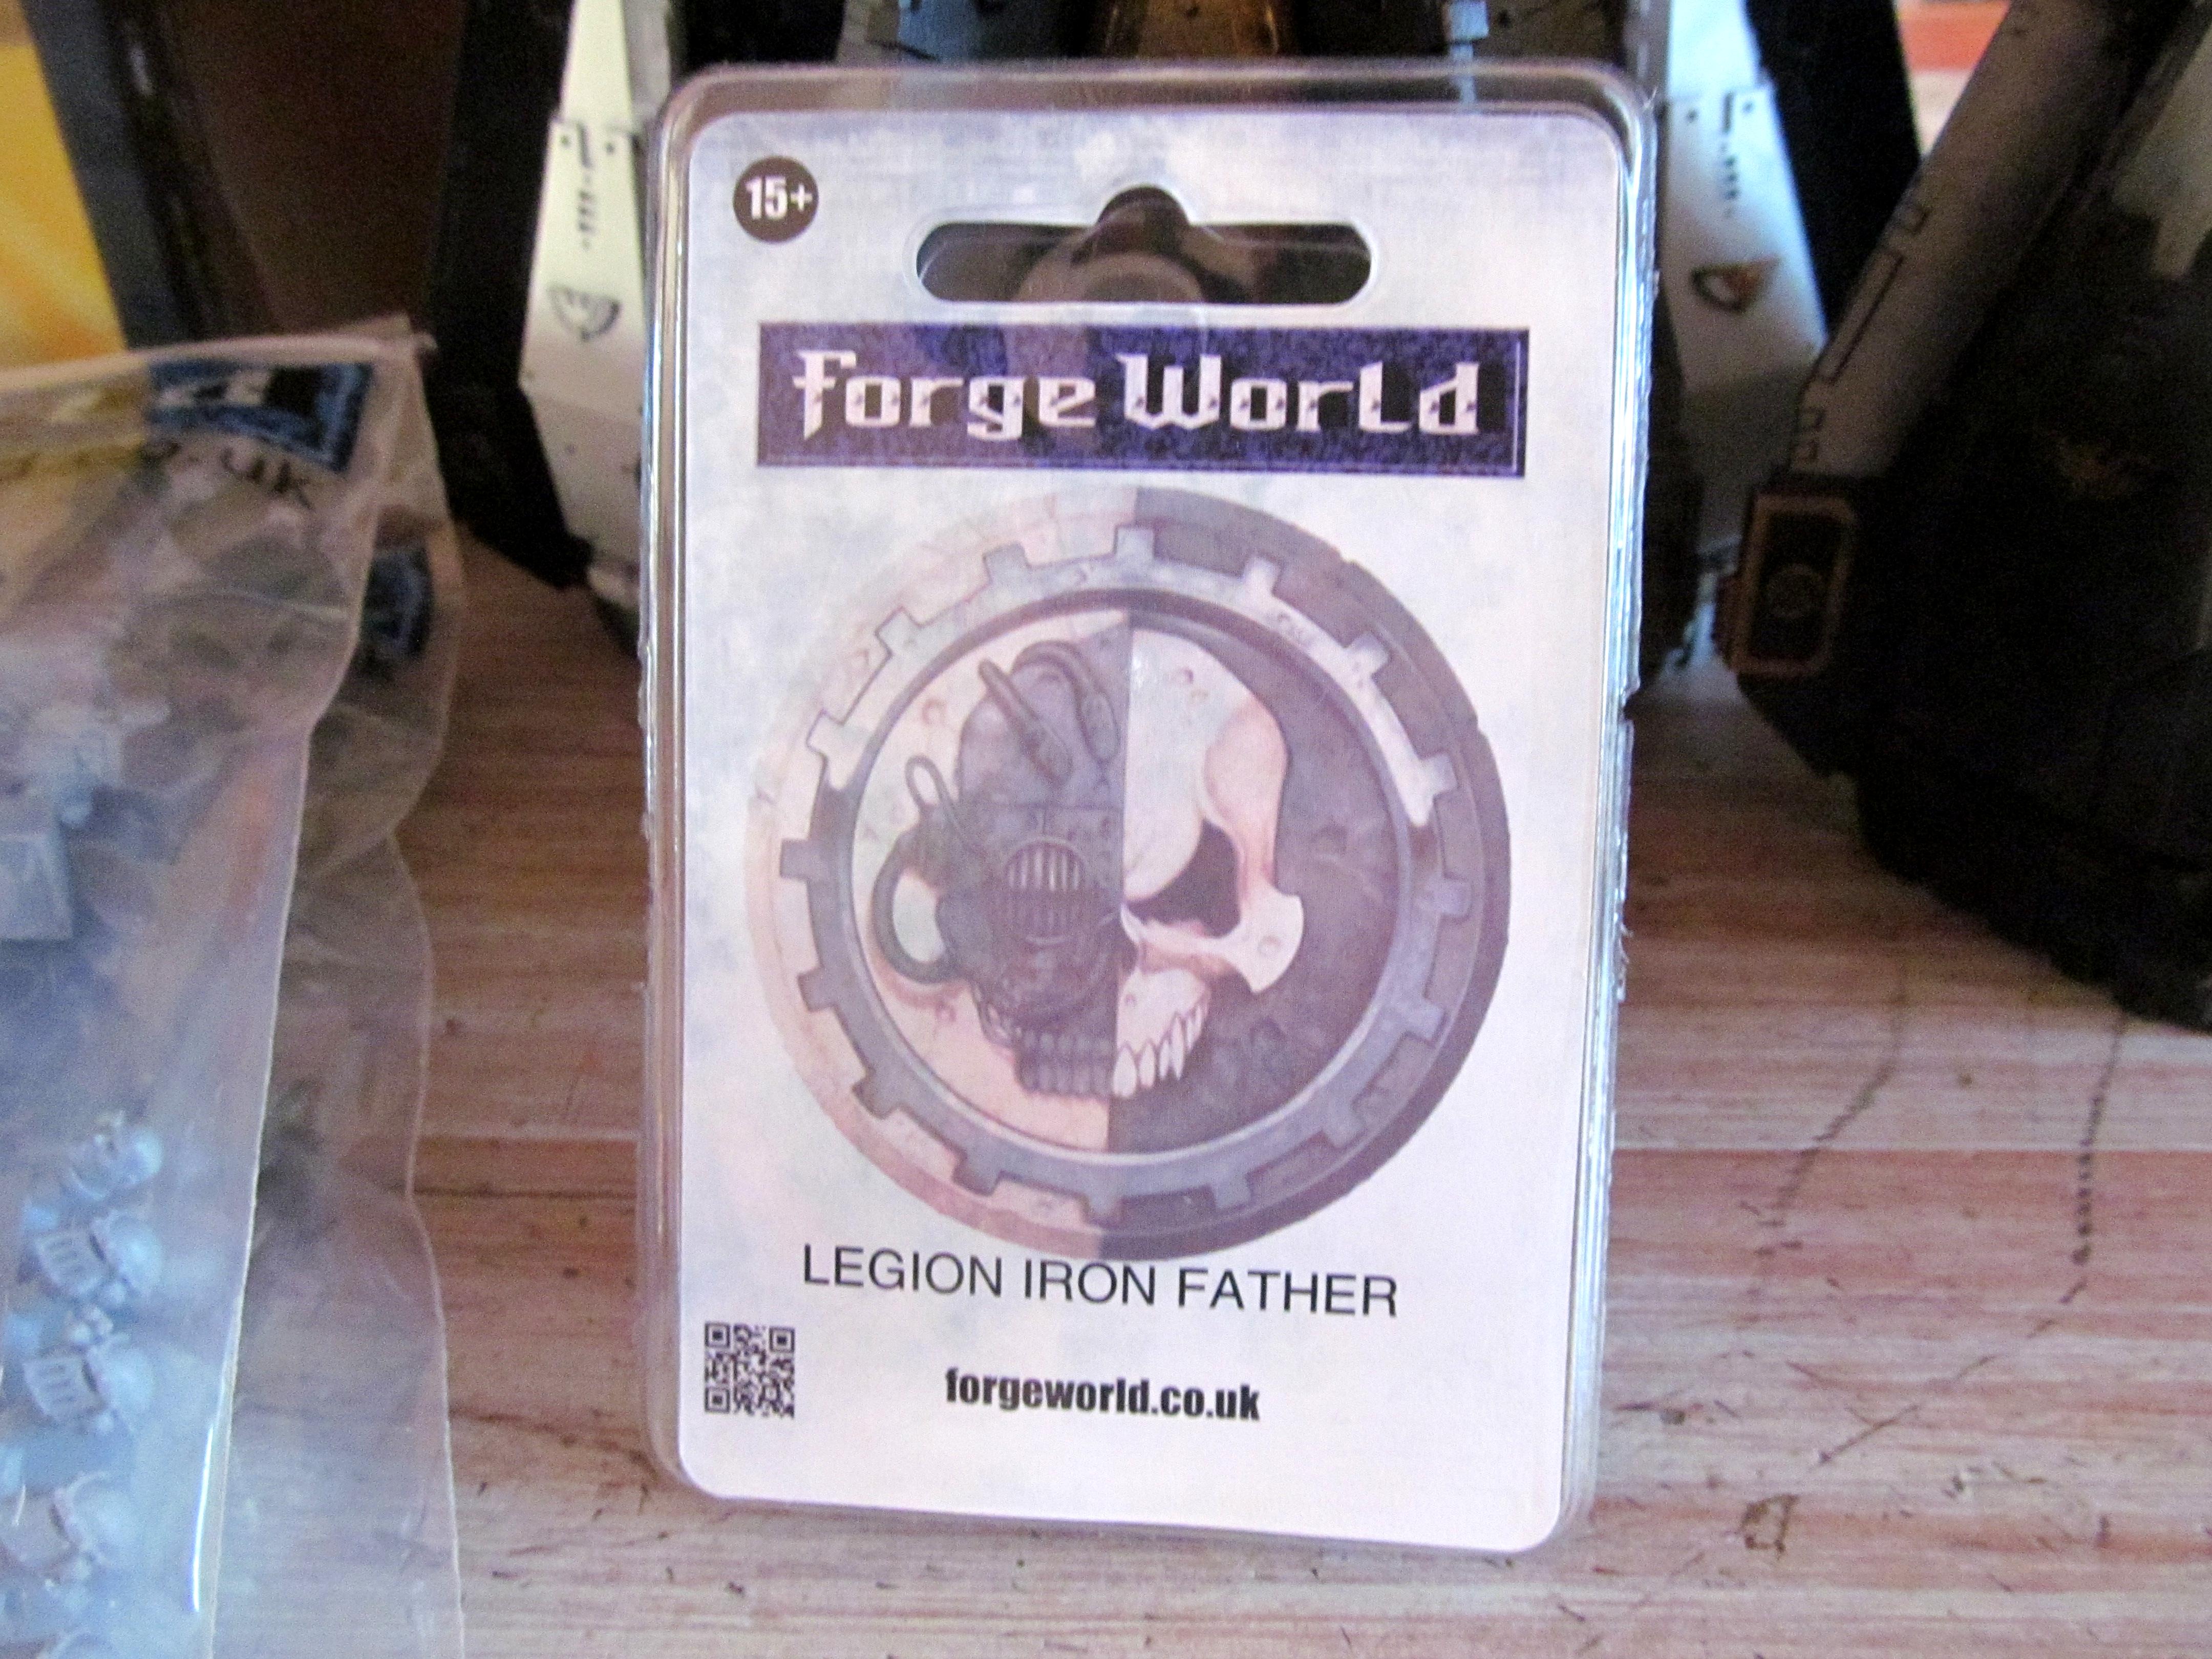 15+
Forge World
LEGION IRON FATHER
forgeworld.co.uk